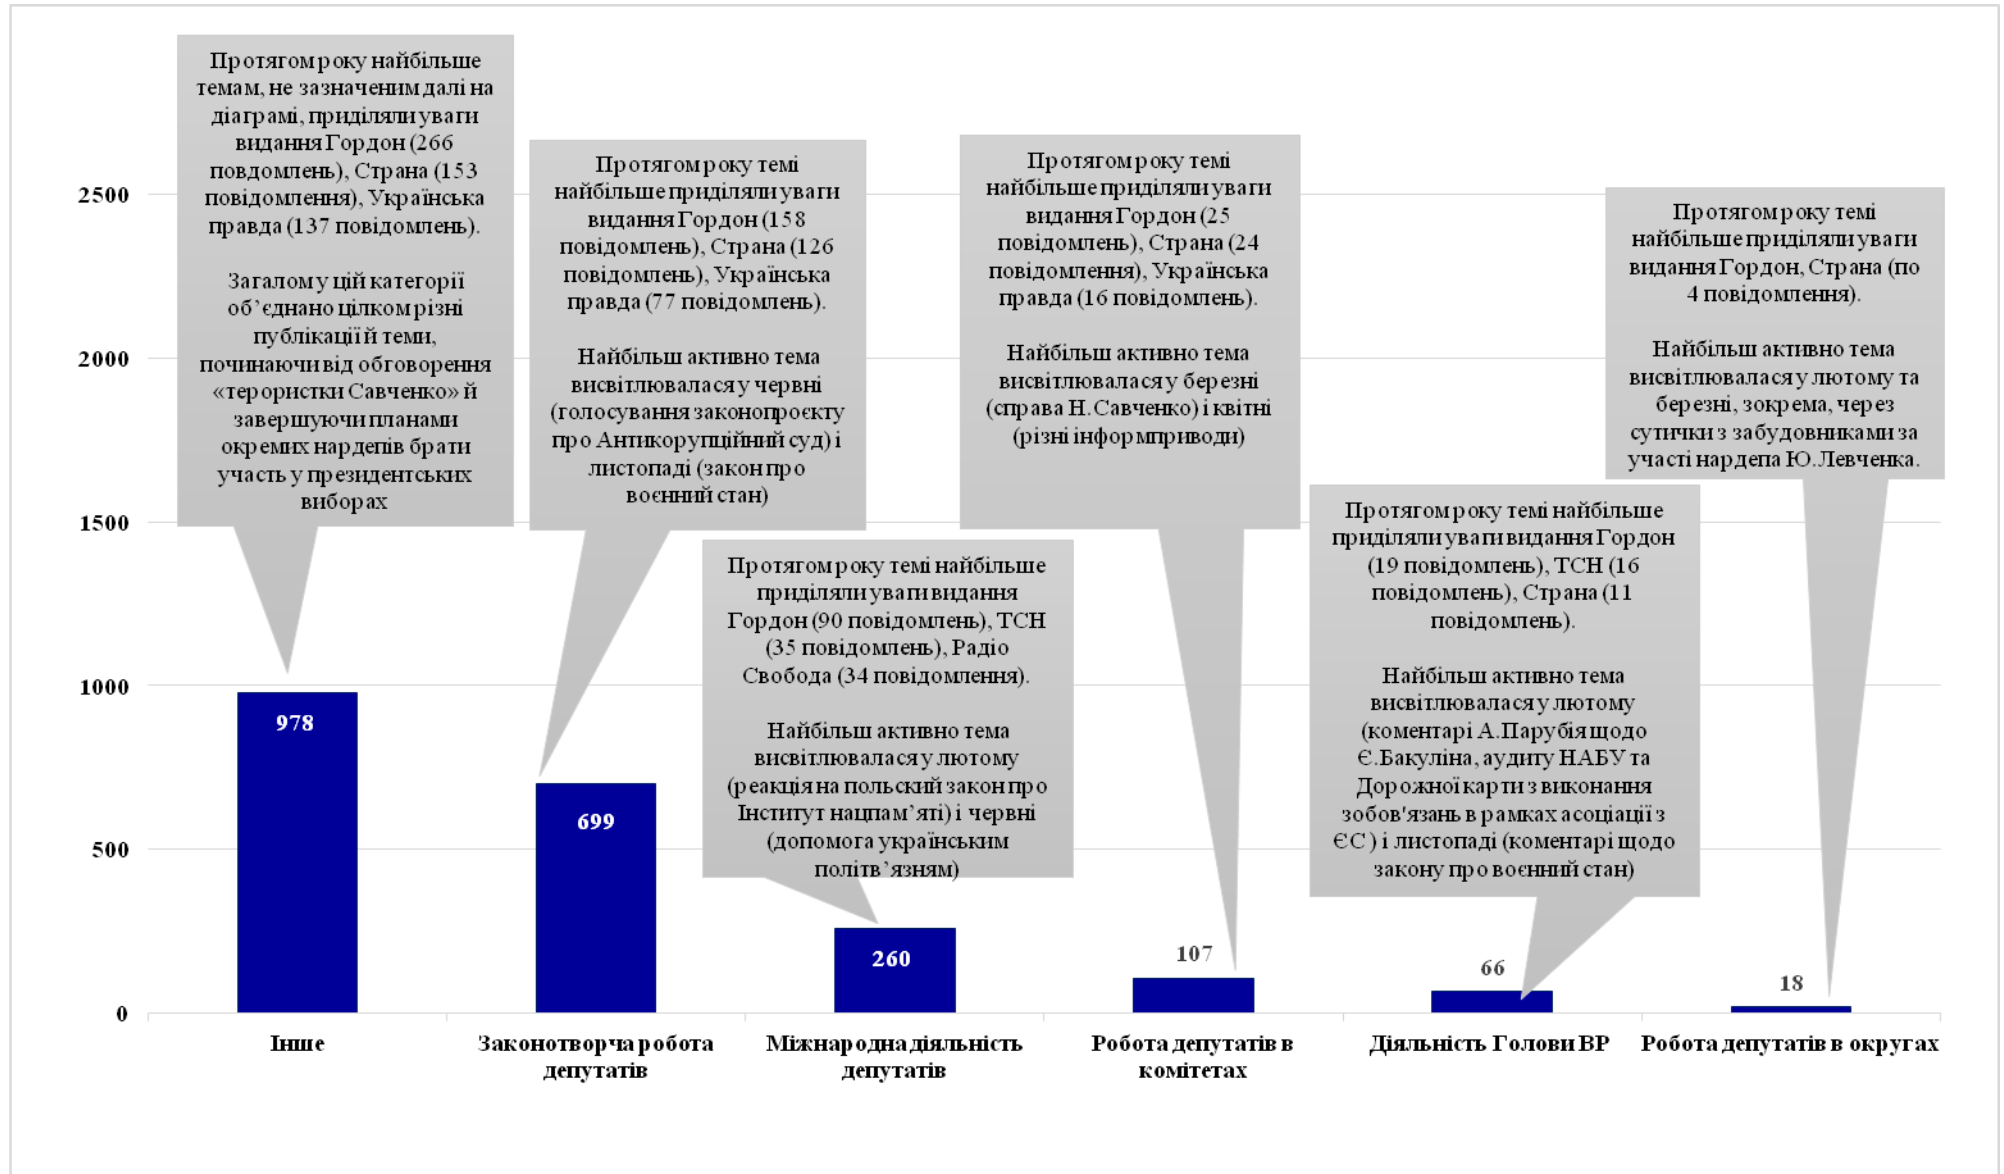 Протягом року найбільше
темам, не зазначеним далі на
діаграмі, приділяли уваги
видання Гордон (266
повдомлень), Страна (153
повідомлення), Українська
правда (137 повідомлень).
Загалом у цій категорії
об’єднано цілком різні
публікації й теми,
починаючи від обговорення
«терористки Савченко» й
завершуючи планами
окремих нардепів брати
участь у президентських
виборах
Протягом року темі
найбільше приділяли уваги
видання Гордон (158
повідомлень), Страна (126
повідомлень), Українська
правда (77 повідомлень).
Найбільш активно тема
висвітлювалася у червні
(голосування законопроєкту
про Антикорупційний суд) і
листопаді (закон про
воєнний стан)
Протягом року темі найбільше
приділяли уваги видання
Гордон (90 повідомлень), ТСН
(35 повідомлень), Радіо
Свобода (34 повідомлення).
Найбільш активно тема
висвітлювалася у лютому
(реакція на польский закон про
Інститут нацпам’яті) і червні
(допомога українським
політв’язням)
Протягом року темі
найбільше приділяли уваги
видання Гордон (25
повідомлень), Страна (24
повідомлення), Українська
правда (16 повідомлень).
Найбільш активно тема
висвітлювалася у березні
(справа Н.Савченко) і квітні
(різні інформприводи)
Протягом року темі найбільше
приділяли уваги видання Гордон
(19 повідомлень), ТСН (16
повідомлень), Страна (11
повідомлень).
Найбільш активно тема
висвітлювалася у лютому
(коментарі А.Парубія щодо
Є.Бакуліна, аудиту НАБУ та
Дорожної карти з виконання
зобов'язань в рамках асоціації з
ЄС) і листопаді (коментарі щодо
закону про воєнний стан)
Протягом року темі
найбільше приділяли уваги
видання Гордон, Страна (по
4 повідомлення).
Найбільш активно тема
висвітлювалася у лютому та
березні, зокрема, через
сутички з забудовниками за
участі нардепа Ю.Левченка.
2500
2000
1500
1000
500
0
978
699
260
107
66
18
Інше
Законотворча робота
депутатів
Міжнародна діяльність
депутатів
Робота депутатів в
комітетах
Діяльність Голови ВР
Робота депутатів в округах